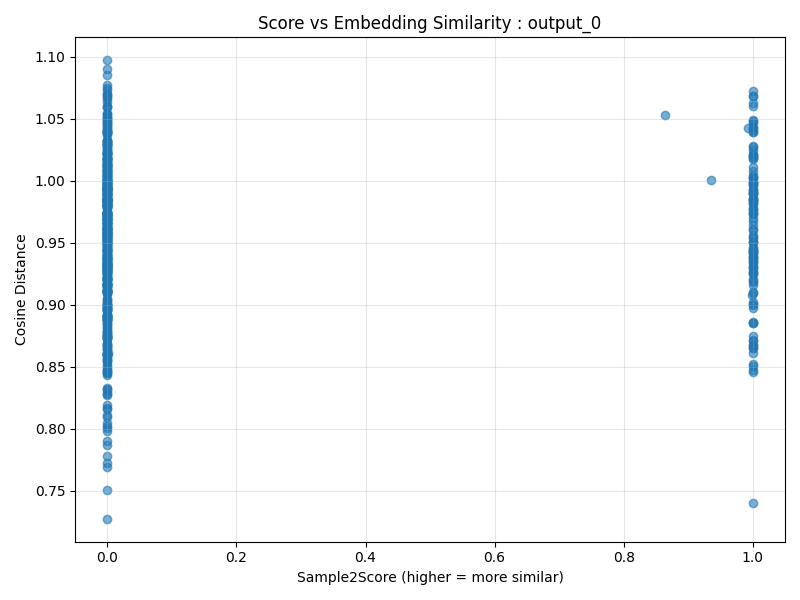 Score vs Embedding Similarity : output_0
Cosine Distance
1.10
1.05
1.00
0.95
0.90
0.85
0.80
0.75
0.0 0.2 0.4 0.6 0.8 1.0
Sample2Score (higher = more similar)